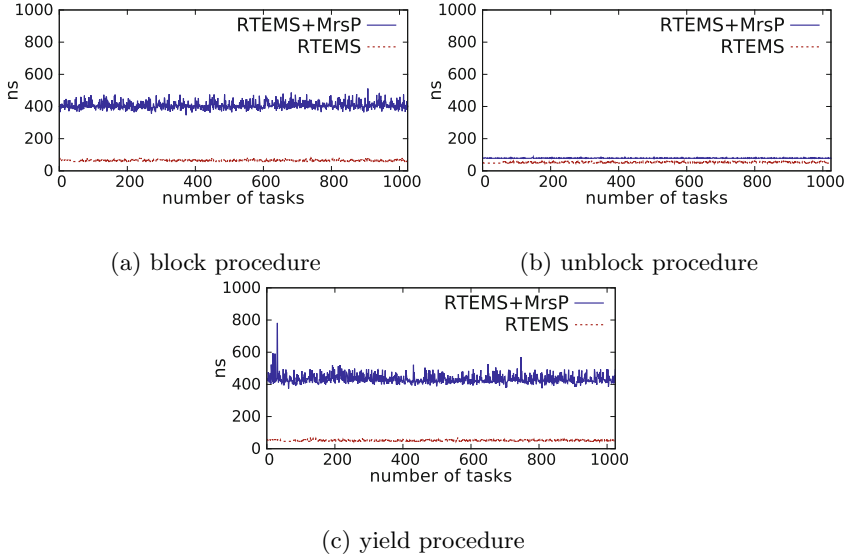 1000
RTEMS+MrsP
RTEMS
800
600
ns
400
200
0
0 200 400 600 800 1000
number of tasks
(a) block procedure
1000
RTEMS+MrsP
RTEMS
800
600
ns
400
200
0
0 200 400 600 800 1000
number of tasks
(b) unblock procedure
1000
RTEMS+MrsP
RTEMS
800
600
ns
400
200
0
0 200 400 600 800 1000
number of tasks
(c) yield procedure